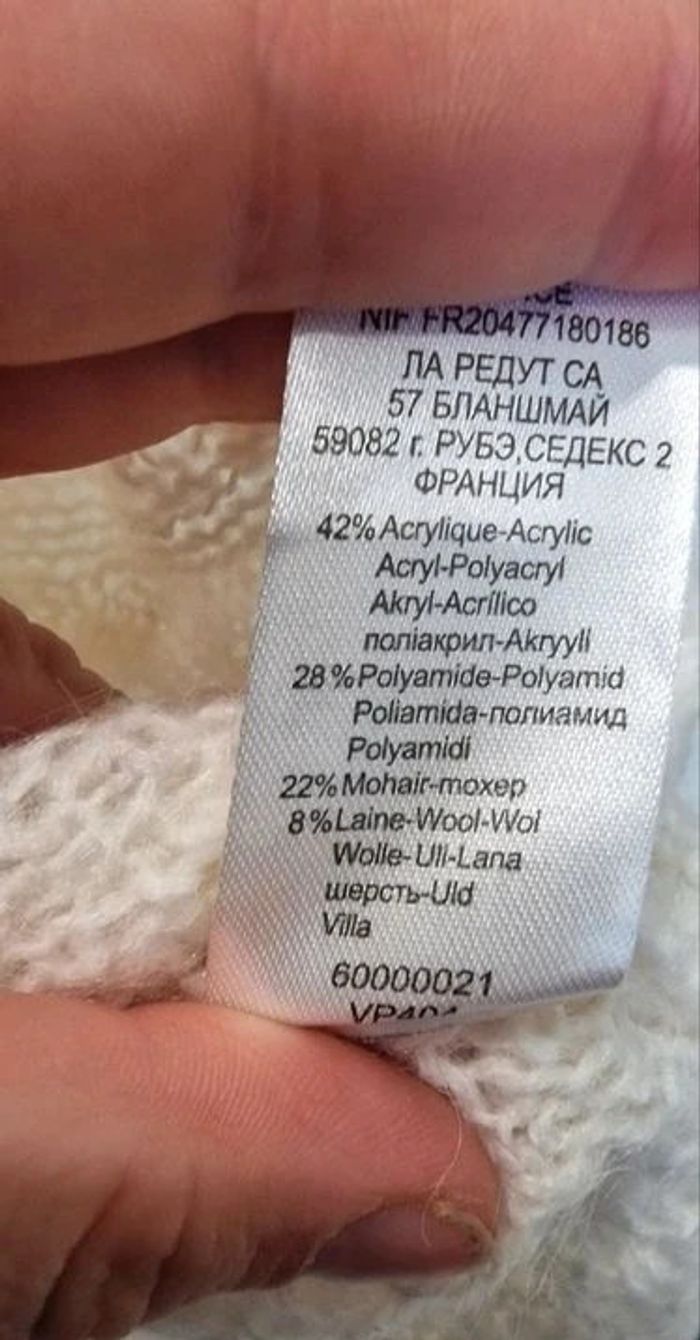 NIF FR20477180186
ЛА РЕДУТ СА
57 БЛАНШМАЙ
59082 г. РУБЭ,СЕДЕКС 2
ФРАНЦИЯ
42% Acrylique-Acrylic
Acryl-Polyacryl
Akryl-Acrílico
поліакрил-Akryyli
28% Polyamide-Polyamid
Poliamida-полиамид
Polyamidi
22% Mohair-moxep
8% Laine-Wool-Wol
Wolle-Ull-Lana
шерсть-Uld
Villa
60000021